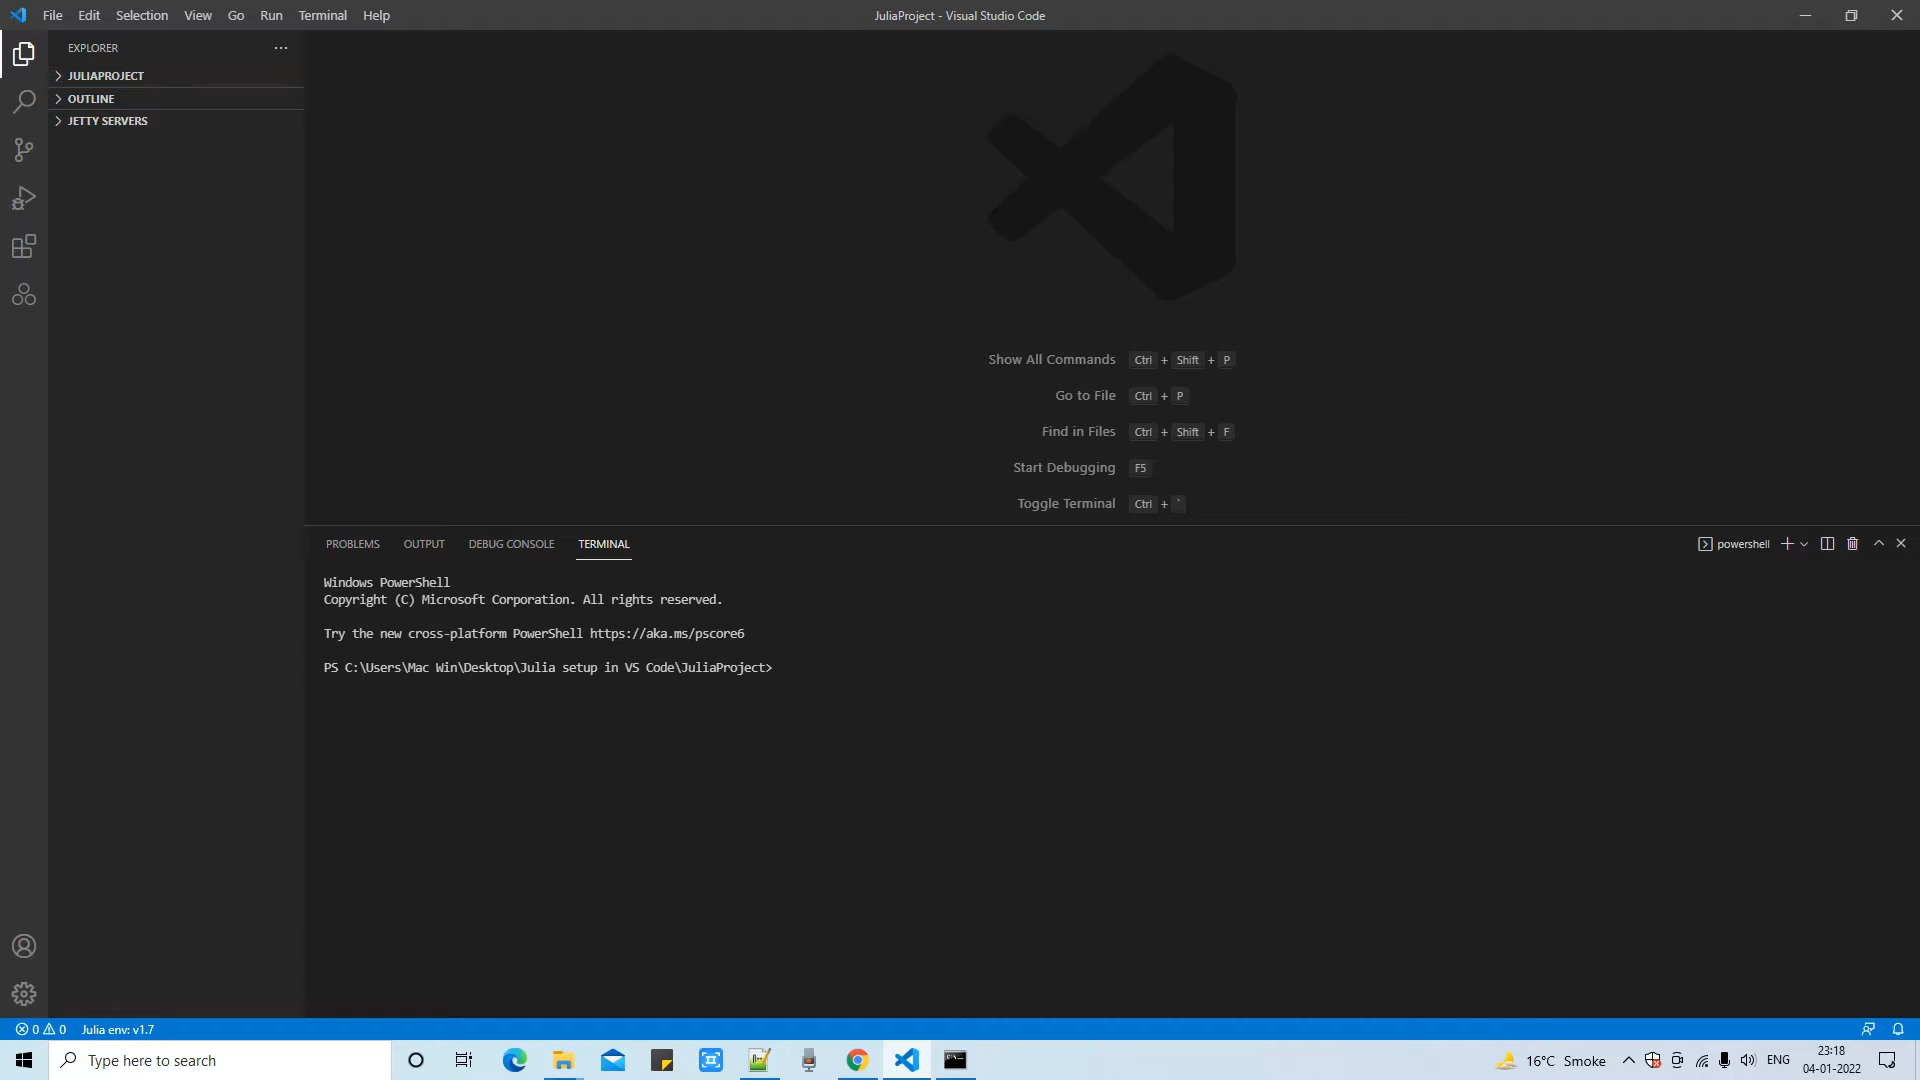 File Edit Selection View Go Run Terminal Help
JuliaProject - Visual Studio Code
EXPLORER
JULIAPROJECT
OUTLINE
JETTY SERVERS
Show All Commands Ctrl + Shift + P
Go to File Ctrl + P
Find in Files Ctrl + Shift + F
Start Debugging F5
Toggle Terminal Ctrl + `
PROBLEMS OUTPUT DEBUG CONSOLE TERMINAL
powershell
Windows PowerShell
Copyright (C) Microsoft Corporation. All rights reserved.
Try the new cross-platform PowerShell https://aka.ms/pscore6
PS C:\Users\Mac Win\Desktop\Julia setup in VS Code\JuliaProject>
0 0 Julia env: v1.7
Type here to search
16°C Smoke
ENG
23:18
04-01-2022